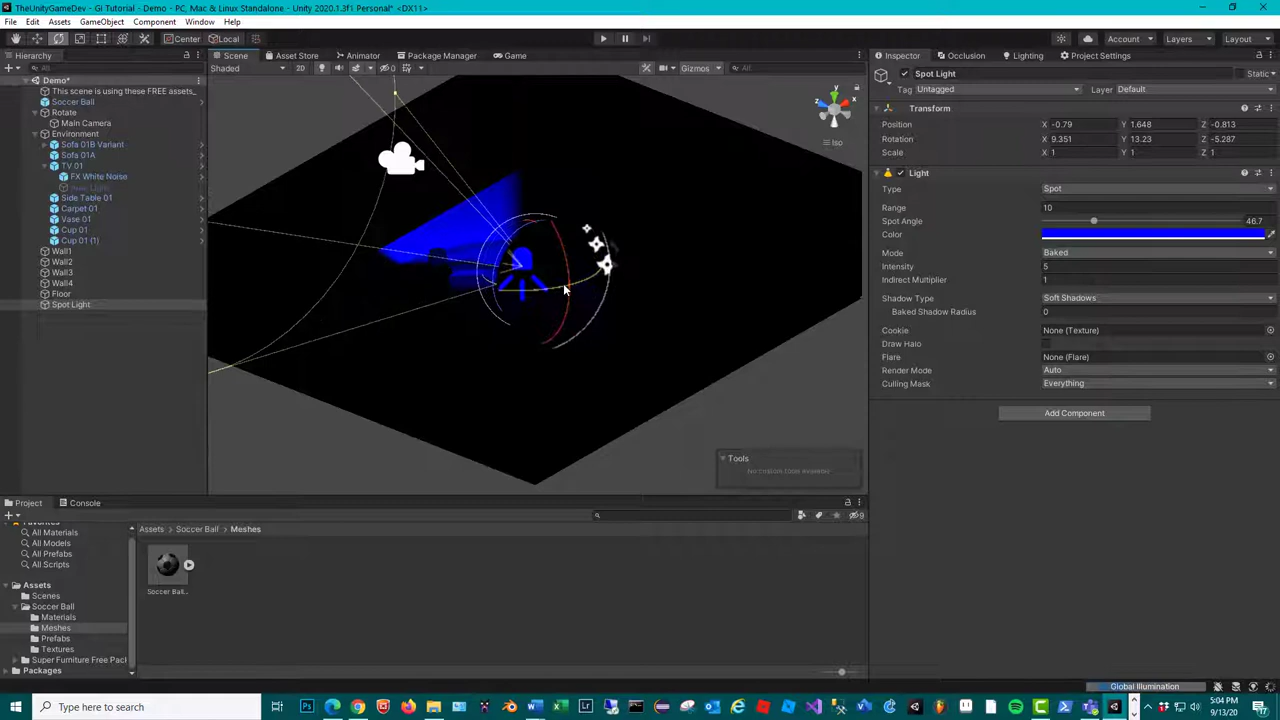 TheUnityGameDev - GI Tutorial - Demo - PC, Mac & Linux Standalone - Unity 2020.1.3f1 Personal* <DX11>
File Edit Assets GameObject Component Window Help
Center Local Account Layers Layout
Hierarchy
All
Demo*
This scene is using these FREE assets_
Soccer Ball
Rotate
Main Camera
Environment
Sofa 01B Variant
Sofa 01A
TV 01
FX White Noise
Side Table 01
Carpet 01
Vase 01
Cup 01
Cup 01 (1)
Wall1
Wall2
Wall3
Wall4
Floor
Spot Light
Scene Asset Store Animator Package Manager Game
Shaded 2D 0 Gizmos All
y
x
z
Iso
Tools
No custom tools available
Inspector Occlusion Lighting Project Settings
Spot Light Static
Tag Untagged Layer Default
Transform
Position X -0.79 Y 1.648 Z -0.813
Rotation X 9.351 Y 13.23 Z -5.287
Scale X 1 Y 1 Z 1
Light
Type Spot
Range 10
Spot Angle 46.7
Color
Mode Baked
Intensity 5
Indirect Multiplier 1
Shadow Type Soft Shadows
Baked Shadow Radius 0
Cookie None (Texture)
Draw Halo
Flare None (Flare)
Render Mode Auto
Culling Mask Everything
Add Component
Project Console
9
Favorites
All Materials
All Models
All Prefabs
All Scripts
Assets
Scenes
Soccer Ball
Materials
Meshes
Prefabs
Textures
Super Furniture Free Pack
Packages
Assets Soccer Ball Meshes
Soccer Ball..
Global Illumination
Type here to search
5:04 PM
9/13/20